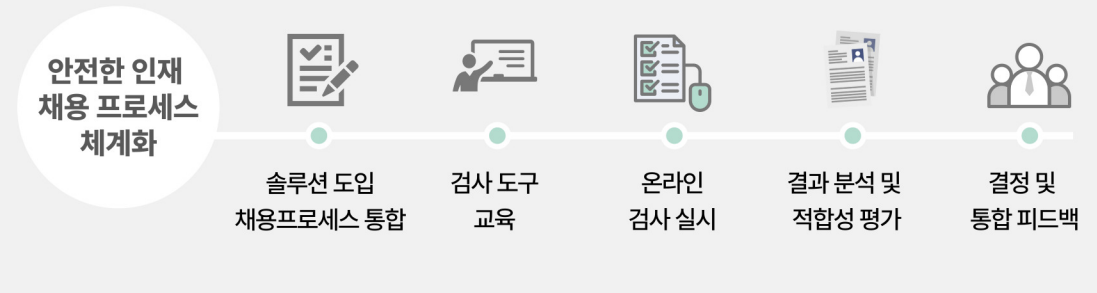 안전한 인재
채용 프로세스
체계화
솔루션 도입
채용프로세스 통합
검사 도구
교육
온라인
검사 실시
결과 분석 및
적합성 평가
결정 및
통합 피드백